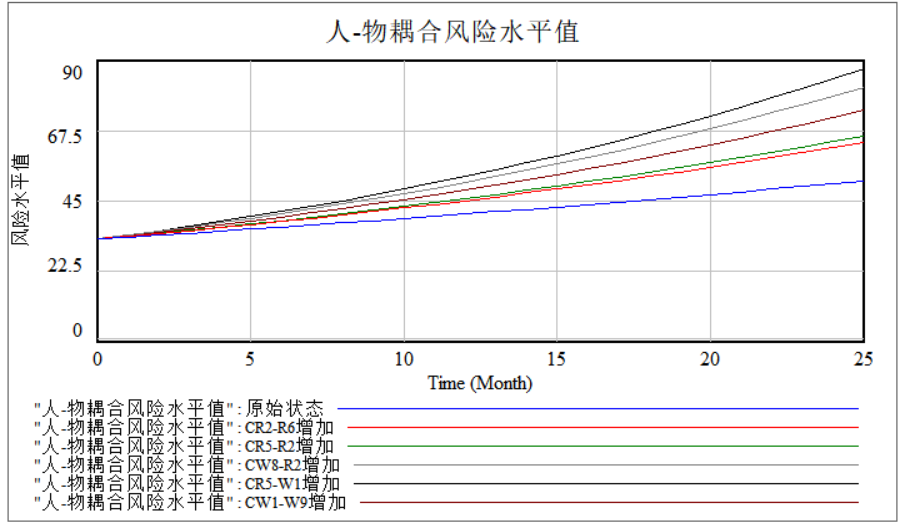 人-物耦合风险水平值
90
67.5
45
22.5
0
风险水平值
0 5 10 15 20 25
Time (Month)
"人-物耦合风险水平值":原始状态
"人-物耦合风险水平值":CR2-R6增加
"人-物耦合风险水平值":CR5-R2增加
"人-物耦合风险水平值":CW8-R2增加
"人-物耦合风险水平值":CR5-W1增加
"人-物耦合风险水平值":CW1-W9增加